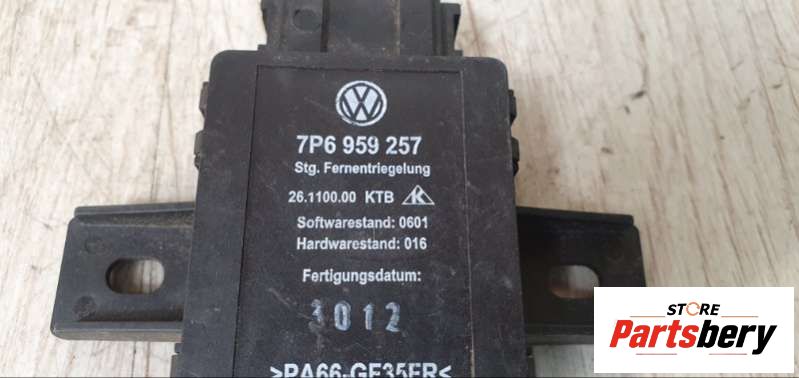 7P6 959 257
Stg. Fernentriegelung
26.1100.00 KTB K
Softwarestand: 0601
Hardwarestand: 016
Fertigungsdatum:
3012
>PA66-GF35FR<
STORE
Partsbery